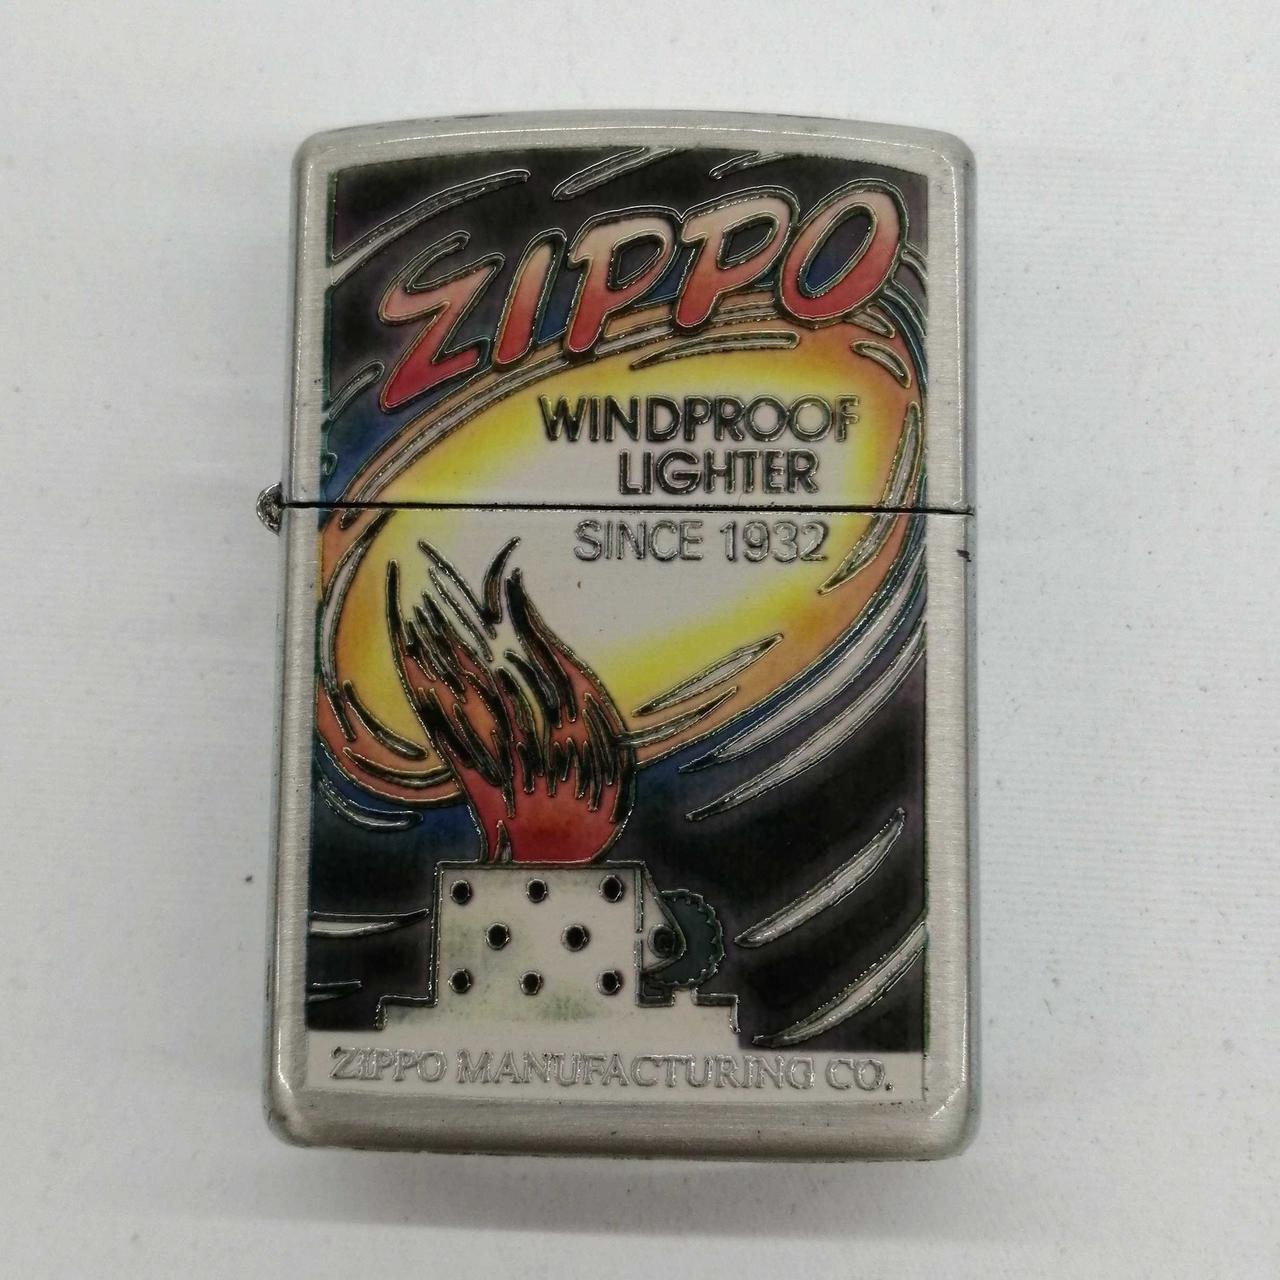 ZIPPO
WINDPROOF
LIGHTER
SINCE 1932
ZIPPO MANUFACTURING CO.